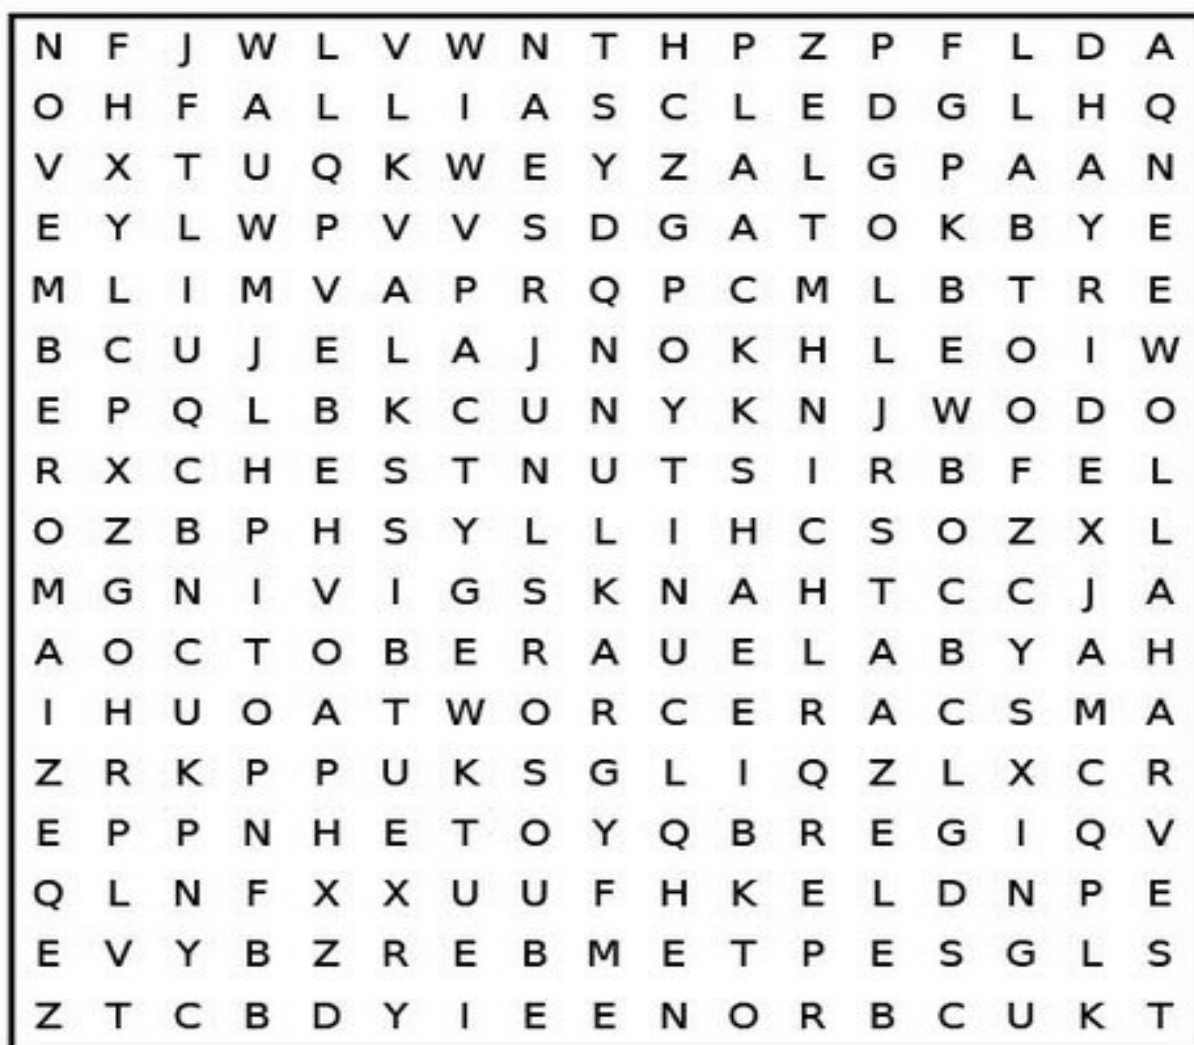 N F J W L V W N T H P Z P F L D A
O H F A L L I A S C L E D G L H Q
V X T U Q K W E Y Z A L G P A A N
E Y L W P V V S D G A T O K B Y E
M L I M V A P R Q P C M L B T R E
B C U J E L A J N O K H L E O I W
E P Q L B K C U N Y K N J W O D O
R X C H E S T N U T S I R B F E L
O Z B P H S Y L L I H C S O Z X L
M G N I V I G S K N A H T C C J A
A O C T O B E R A U E L A B Y A H
I H U O A T W O R C E R A C S M A
Z R K P P U K S G L I Q Z L X C R
E P P N H E T O Y Q B R E G I Q V
Q L N F X X U U F H K E L D N P E
E V Y B Z R E B M E T P E S G L S
Z T C B D Y I E E N O R B C U K T